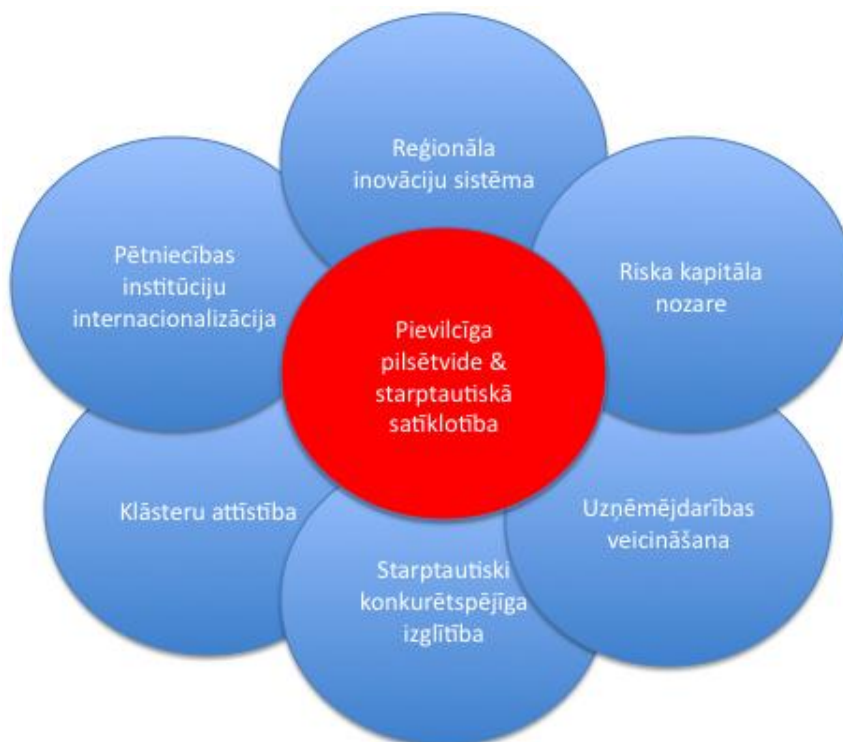 Reģionāla
inovāciju sistēma
Pētniecības
institūciju
internacionalizācija
Riska kapitāla
nozare
Pievilcīga
pilsētvide &
starptautiskā
satīklotība
Klāsteru attīstība
Uzņēmējdarbības
veicināšana
Starptautiski
konkurētspējīga
izglītība